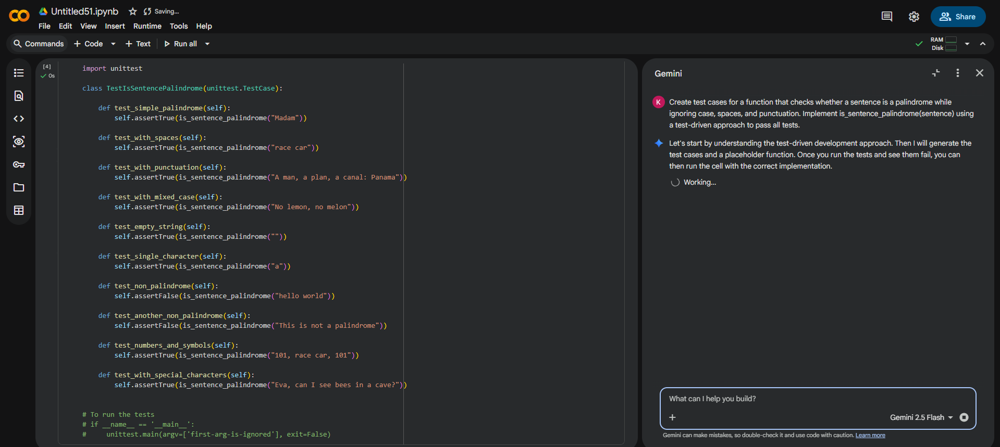 Untitled51.ipynb
Saving...
File Edit View Insert Runtime Tools Help
Share
Commands + Code + Text Run all
RAM
Disk
[4]
0s
import unittest
class TestIsSentencePalindrome(unittest.TestCase):
def test_simple_palindrome(self):
self.assertTrue(is_sentence_palindrome("Madam"))
def test_with_spaces(self):
self.assertTrue(is_sentence_palindrome("race car"))
def test_with_punctuation(self):
self.assertTrue(is_sentence_palindrome("A man, a plan, a canal: Panama"))
def test_with_mixed_case(self):
self.assertTrue(is_sentence_palindrome("No lemon, no melon"))
def test_empty_string(self):
self.assertTrue(is_sentence_palindrome(""))
def test_single_character(self):
self.assertTrue(is_sentence_palindrome("a"))
def test_non_palindrome(self):
self.assertFalse(is_sentence_palindrome("hello world"))
def test_another_non_palindrome(self):
self.assertFalse(is_sentence_palindrome("This is not a palindrome"))
def test_numbers_and_symbols(self):
self.assertTrue(is_sentence_palindrome("101, race car, 101"))
def test_with_special_characters(self):
self.assertTrue(is_sentence_palindrome("Eva, can I see bees in a cave?"))
# To run the tests
# if __name__ == '__main__':
#     unittest.main(argv=['first-arg-is-ignored'], exit=False)
Gemini
K
Create test cases for a function that checks whether a sentence is a palindrome while
ignoring case, spaces, and punctuation. Implement is_sentence_palindrome(sentence) using
a test-driven approach to pass all tests.
Let's start by understanding the test-driven development approach. Then I will generate the
test cases and a placeholder function. Once you run the tests and see them fail, you can
then run the cell with the correct implementation.
Working...
What can I help you build?
+
Gemini 2.5 Flash
Gemini can make mistakes, so double-check it and use code with caution. Learn more